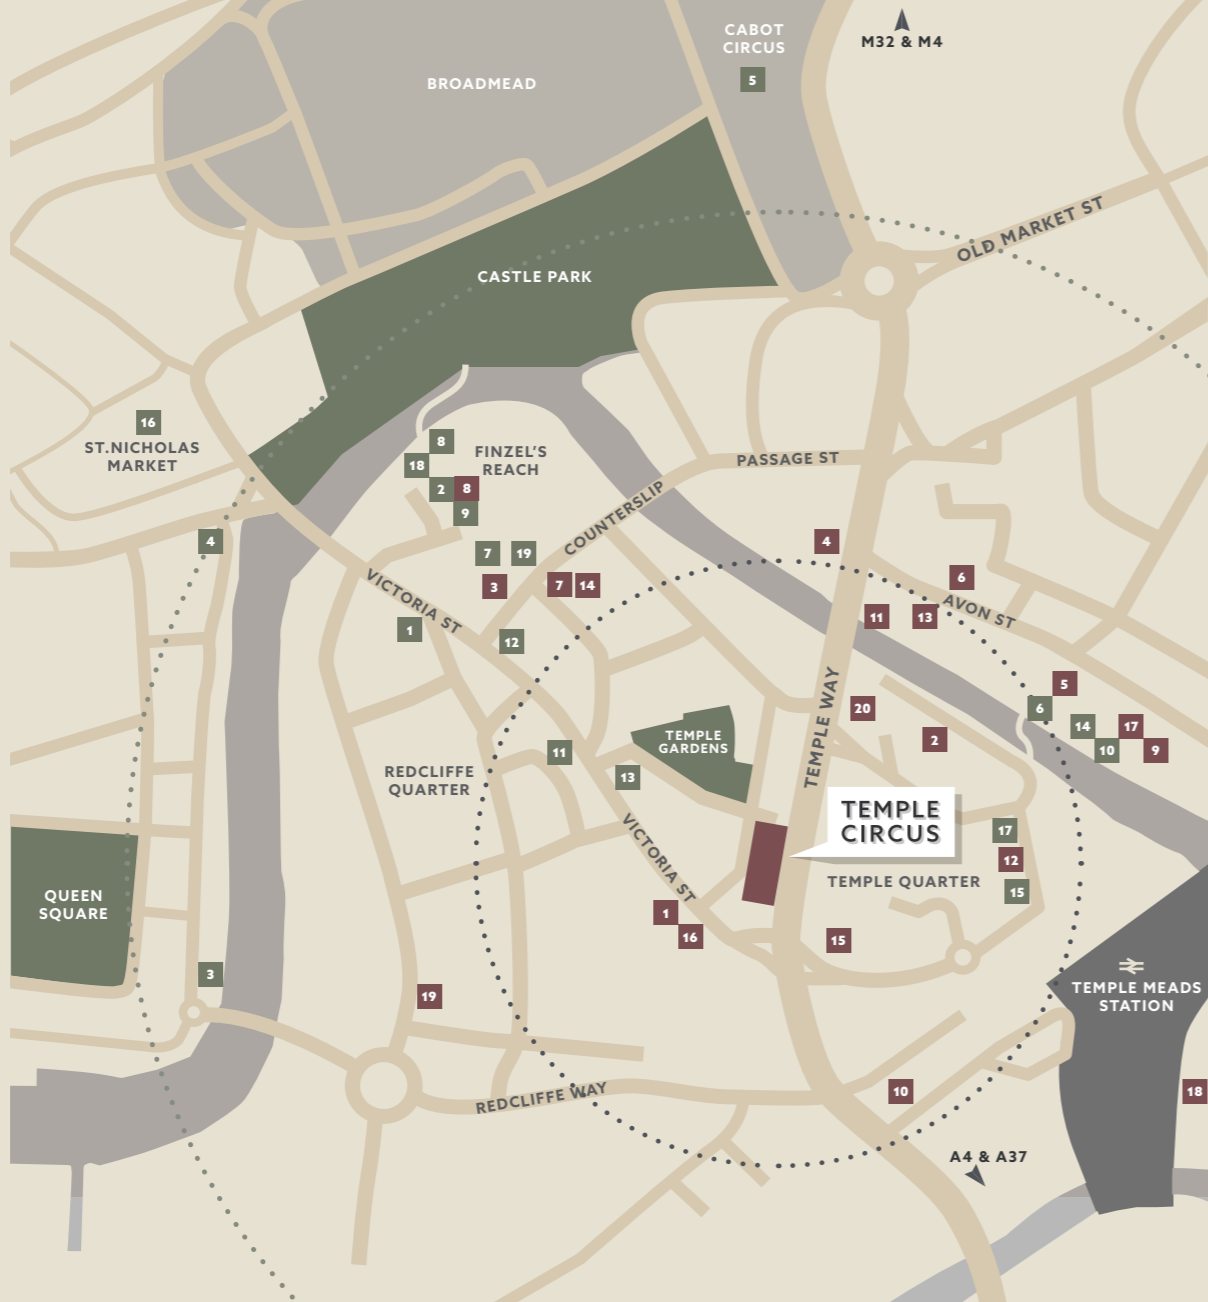 CABOT
CIRCUS
5
M32 & M4
BROADMEAD
OLD MARKET ST
CASTLE PARK
16
ST.NICHOLAS
MARKET
8
18
2
8
9
FINZEL'S
REACH
PASSAGE ST
COUNTERSLIP
4
7
19
3
7
14
4
6
AVON ST
11
13
VICTORIA ST
1
12
5
6
14
17
10
9
TEMPLE WAY
20
2
TEMPLE
GARDENS
11
13
REDCLIFFE
QUARTER
VICTORIA ST
TEMPLE
CIRCUS
17
12
15
TEMPLE QUARTER
QUEEN
SQUARE
1
16
15
3
19
TEMPLE MEADS
STATION
REDCLIFFE WAY
10
18
A4 & A37